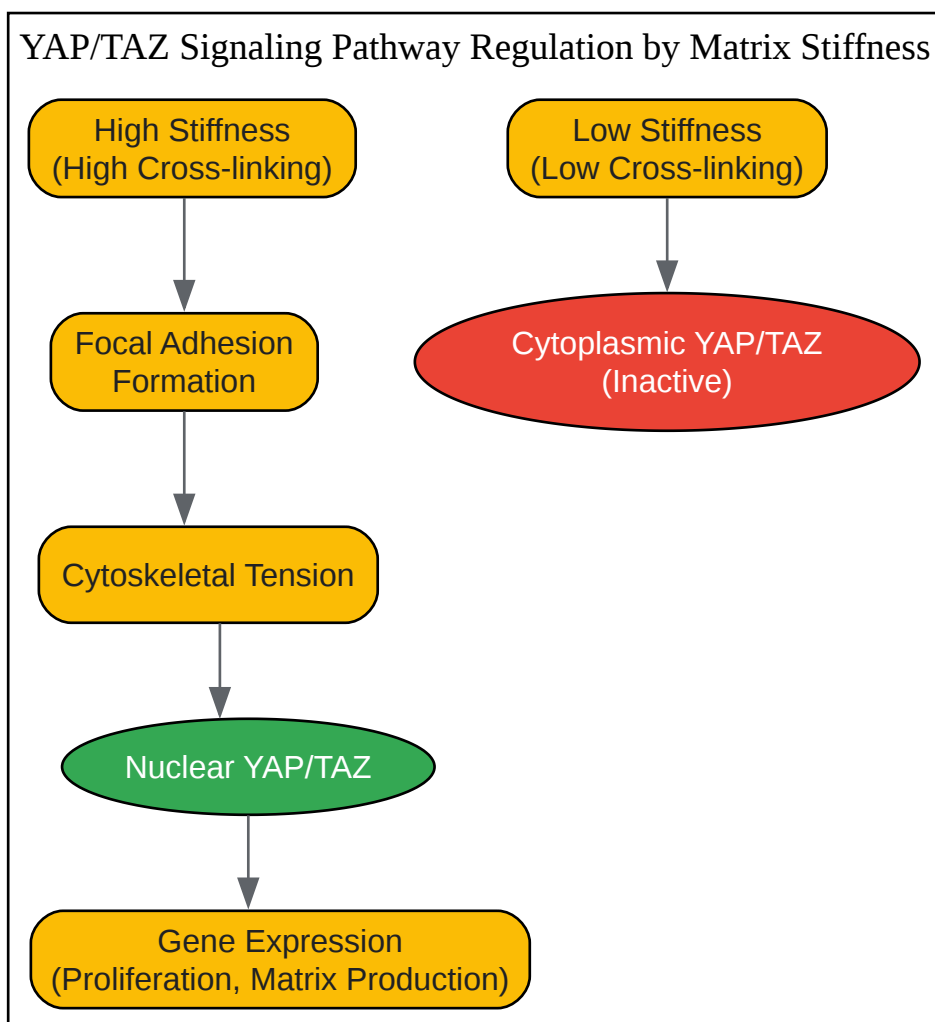 YAP/TAZ Signaling Pathway Regulation by Matrix Stiffness
High Stiffness
(High Cross-linking)
Low Stiffness
(Low Cross-linking)
Focal Adhesion
Formation
Cytoplasmic YAP/TAZ
(Inactive)
Cytoskeletal Tension
Nuclear YAP/TAZ
Gene Expression
(Proliferation, Matrix Production)